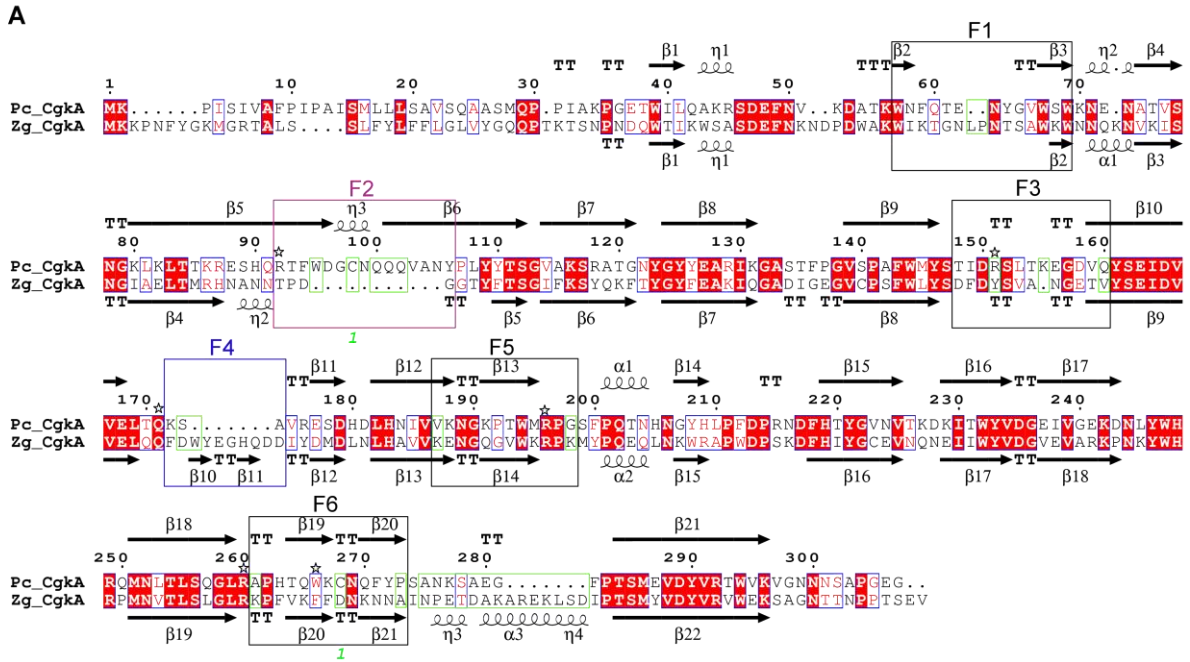 A
F1
β1 η1 β2 β3 η2 β4
TT TT TTT TT
1 10 20 30 40 50 60 70
Pc_CgkA MK......PISIVAFPIPAISMLLLSAVSQAASMQP.PIAKPGETWILQAKRSDEFNV..KDATKWNFQTE..NYGVWSWKNE.NATVS
Zg_CgkA MKKPNFYGKMGRTALS....SLFYLFFLGLVYGQQPTKTSNPNDQWTIKWSASDEFNKNDPDWAKWIKTGNLPNTSAWKWNNQKNVKIS
TT
β1 η1 β2 α1 β3
F2 F3
β5 η3 β6 β7 β8 β9 β10
TT TT TT
80 90 100 110 120 130 140 150 160
Pc_CgkA NGKLKLTTKRESHQRTFWDGCNQQQVANYPLYYTSGVAKSRATGNYGYYEARIKGASTFPGVSPAFWMYSTIDRSLTKEGDVQYSEIDV
Zg_CgkA NGIAELTMRHNANNTPD..........GGTYFTSGIFKSYQKFTYGYFEARIKQGADIGEGVCPSFWLYSDFDYSVA.NGETVYSEIDV
TT TT TT TT TT TT
β4 η2 β5 β6 β7 β8 β9
1
F4 F5
β11 β12 β13 α1 β14 β15 β16 β17
TT TT TT TT
170 180 190 200 210 220 230 240
Pc_CgkA VELTQKS.......AVRESDHDLHNIVVKNGKPTWMRPGSFPQTNHNGYHLPFDPRNDFHTYGVNVTKDKITWYVDGEIVGEKDNLYWH
Zg_CgkA VELQQFDWYEGHQDDIYDMDLNLHAVVKENGQGVWKRPKMYPQEQLNKWRAPWDPSKDFHIYGCEVNQNEIIWYVDGVEVARKPNKYWH
TT TT TT TT
β10 β11 β12 β13 β14 α2 β15 β16 β17 β18
F6
β18 β19 β20 β21
TT TT TT
250 260 270 280 290 300
Pc_CgkA RQMNLTLSQGLRAPHTQWKCNQFYPSANKSAEG.......FPTSMEVDYVRTWVKVGNNNSAPGEG..
Zg_CgkA RPMNVTLSLGLRKPFVKFFDNKNNAINPETDAKAREKLSDIPTSMYVDYVRVWEKSAGNTTNPPTSEV
TT TT
β19 β20 β21 η3 α3 η4 β22
1